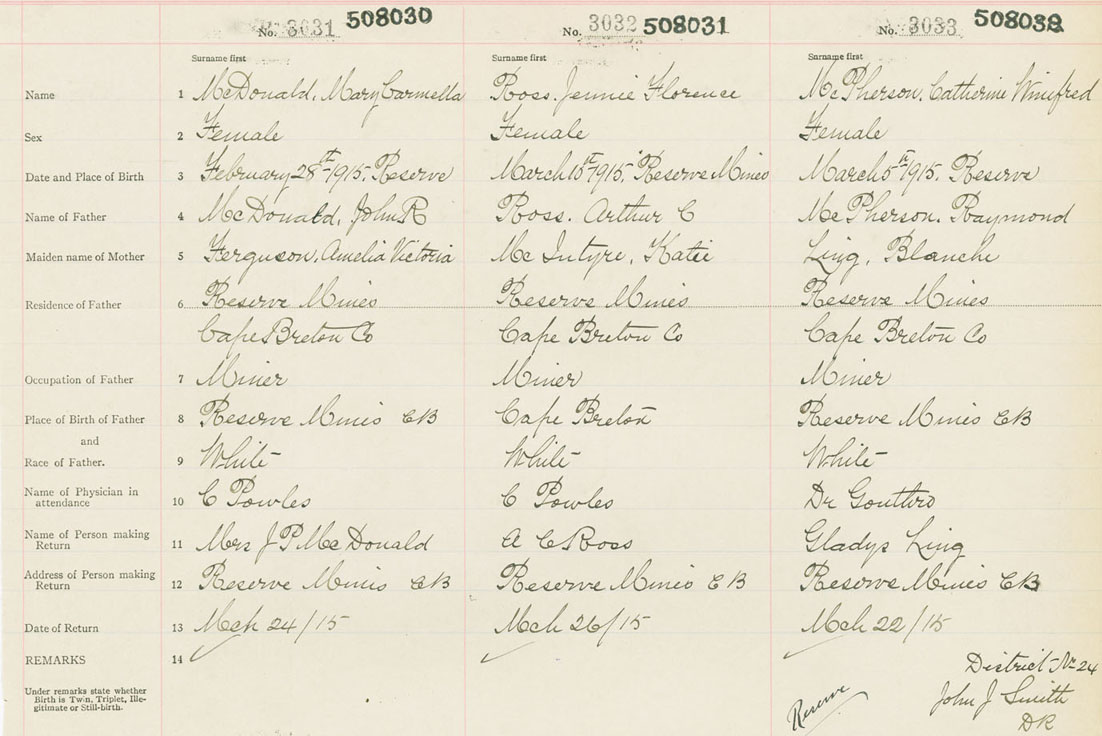 No. 3031 508030 No. 3032 508031 No. 3033 508032
Surname first Surname first Surname first
Name 1 McDonald, Mary Carmella Ross. Jennie Florence McPherson, Catherine Winifred
Sex 2 Female Female Female
Date and Place of Birth 3 February 28th 1915. Reserve March 15th 1915. Reserve Mines March 5th 1915. Reserve
Name of Father 4 McDonald, John R Ross. Arthur C McPherson. Raymond
Maiden name of Mother 5 Ferguson, Amelia Victoria McIntyre, Katie Ling, Blanche
Residence of Father 6 Reserve Mines Reserve Mines Reserve Mines
Cape Breton Co Cape Breton Co Cape Breton Co
Occupation of Father 7 Miner Miner Miner
Place of Birth of Father 8 Reserve Mines CB Cape Breton Reserve Mines CB
and
Race of Father. 9 White White White
Name of Physician in
attendance 10 C Powles C Powles Dr Gouthro
Name of Person making
Return 11 Mrs J P McDonald A C Ross Gladys Ling
Address of Person making
Return 12 Reserve Mines CB Reserve Mines CB Reserve Mines CB
Date of Return 13 Mch 24/15 Mch 26/15 Mch 22/15
REMARKS 14 District No 24
Under remarks state whether
Birth is Twin, Triplet, Ille-
gitimate or Still-birth.
Reserve John J Smith
DR